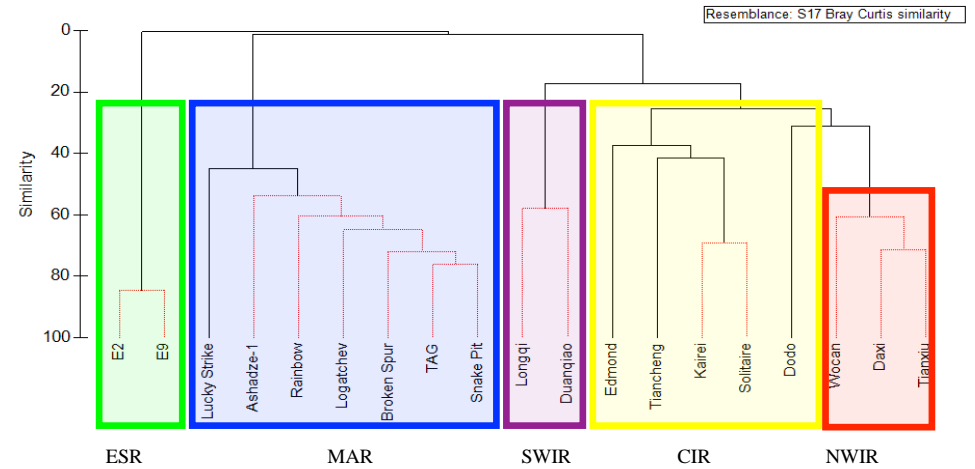 Resemblance: S17 Bray Curtis similarity
0
20
40
60
80
100
Similarity
E2
E9
Lucky Strike
Ashadze-1
Rainbow
Logatchev
Broken Spur
TAG
Snake Pit
Longqi
Duanqiao
Edmond
Tiancheng
Kairei
Solitaire
Dodo
Wocan
Daxi
Tianxiu
ESR MAR SWIR CIR NWIR